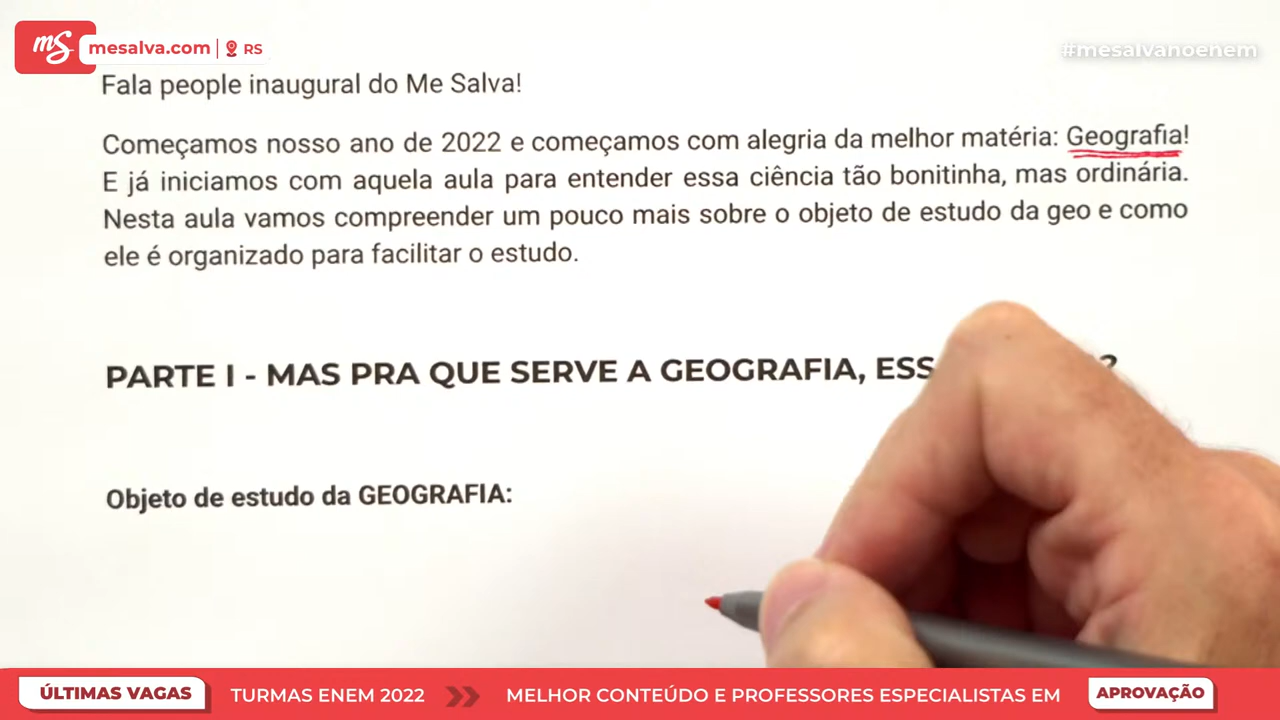 mS mesalva.com | RS
#mesalvanoenem
Fala people inaugural do Me Salva!
Começamos nosso ano de 2022 e começamos com alegria da melhor matéria: Geografia!
E já iniciamos com aquela aula para entender essa ciência tão bonitinha, mas ordinária.
Nesta aula vamos compreender um pouco mais sobre o objeto de estudo da geo e como
ele é organizado para facilitar o estudo.
PARTE I - MAS PRA QUE SERVE A GEOGRAFIA, ?
Objeto de estudo da GEOGRAFIA:
ÚLTIMAS VAGAS TURMAS ENEM 2022 MELHOR CONTEÚDO E PROFESSORES ESPECIALISTAS EM APROVAÇÃO